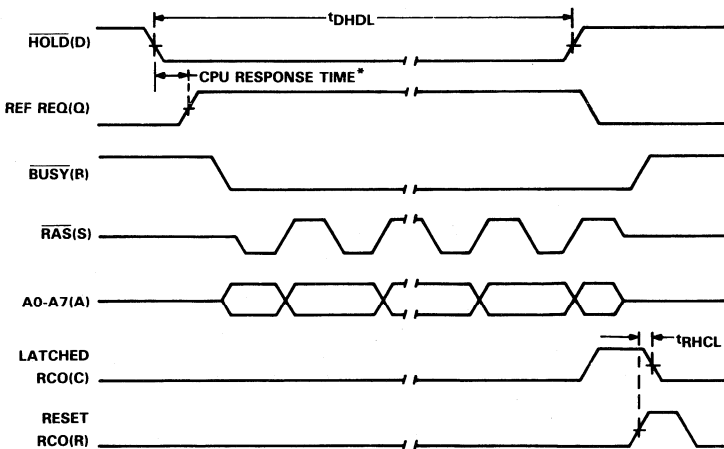 tDHDL
HOLD(D)
CPU RESPONSE TIME*
REF REQ(Q)
BUSY(R)
RAS(S)
A0-A7(A)
LATCHED
RCO(C)
tRHCL
RESET
RCO(R)